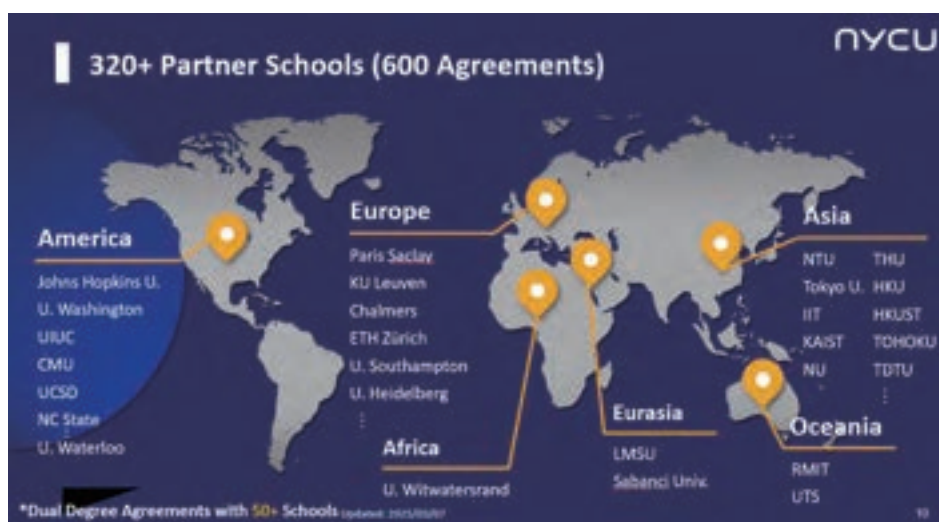 NYCU
320+ Partner Schools (600 Agreements)
America
Johns Hopkins U.
U. Washington
UIUC
CMU
UCSD
NC State
U. Waterloo
Europe
Paris Saclay
KU Leuven
Chalmers
ETH Zürich
U. Southampton
U. Heidelberg
⋮
Africa
U. Witwatersrand
Eurasia
LMSU
Sabanci Univ.
Asia
NTU THU
Tokyo U. HKU
IIT HKUST
KAIST TOHOKU
NU TDTU
⋮
Oceania
RMIT
UTS
*Dual Degree Agreements with 50+ Schools Updated:
10